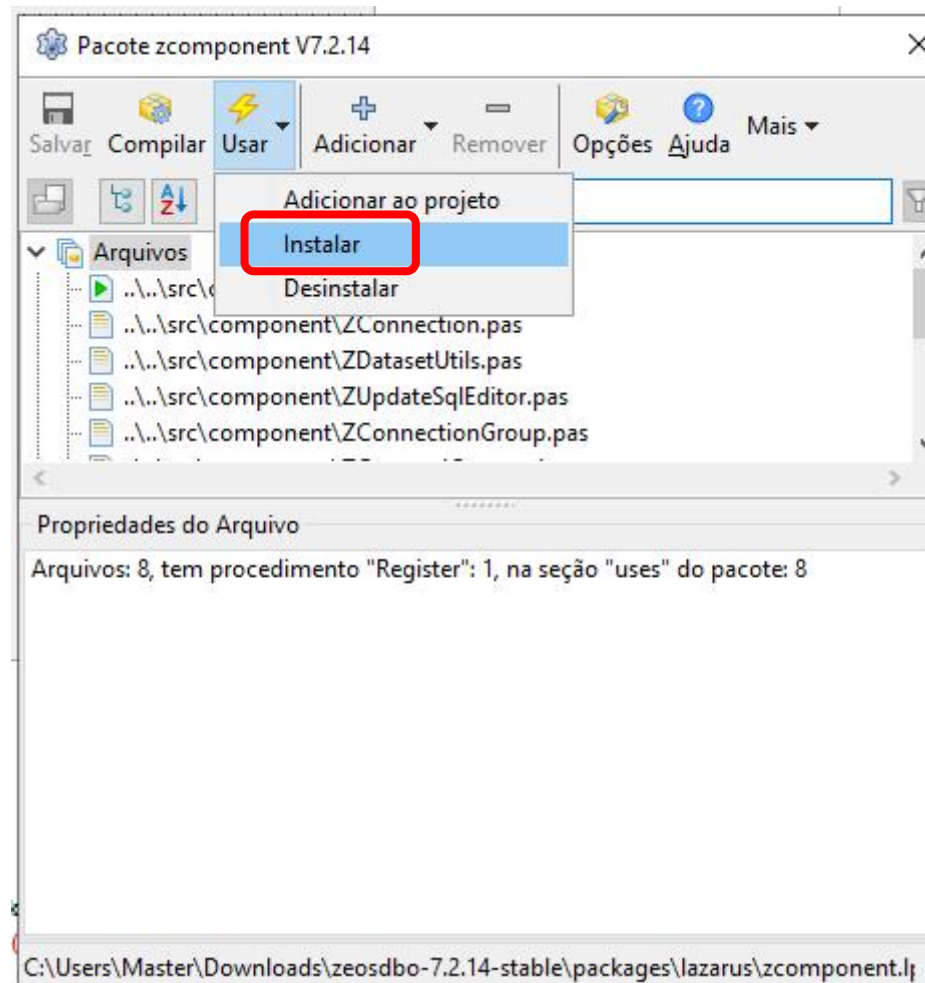 Pacote zcomponent V7.2.14
Salvar Compilar Usar Adicionar Remover Opções Ajuda Mais
Adicionar ao projeto
Instalar
Desinstalar
Arquivos
..\..\src\
..\..\src\component\ZConnection.pas
..\..\src\component\ZDatasetUtils.pas
..\..\src\component\ZUpdateSqlEditor.pas
..\..\src\component\ZConnectionGroup.pas
Propriedades do Arquivo
Arquivos: 8, tem procedimento "Register": 1, na seção "uses" do pacote: 8
C:\Users\Master\Downloads\zeosdbo-7.2.14-stable\packages\lazarus\zcomponent.l